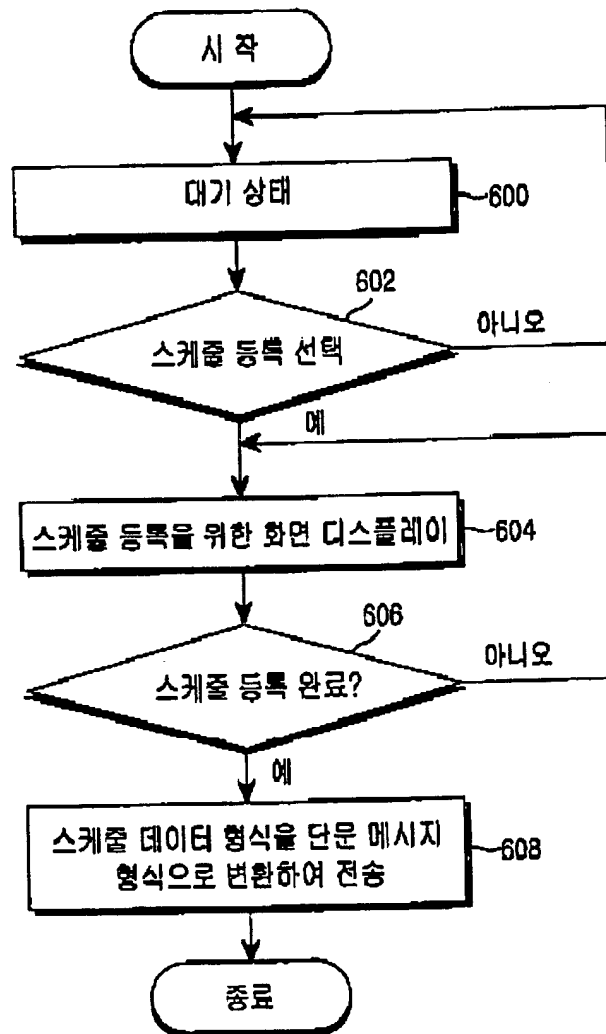 시 작
대기 상태
600
602
스케줄 등록 선택
아니오
예
스케줄 등록을 위한 화면 디스플레이
604
606
스케줄 등록 완료?
아니오
예
스케줄 데이터 형식을 단문 메시지
형식으로 변환하여 전송
608
종료